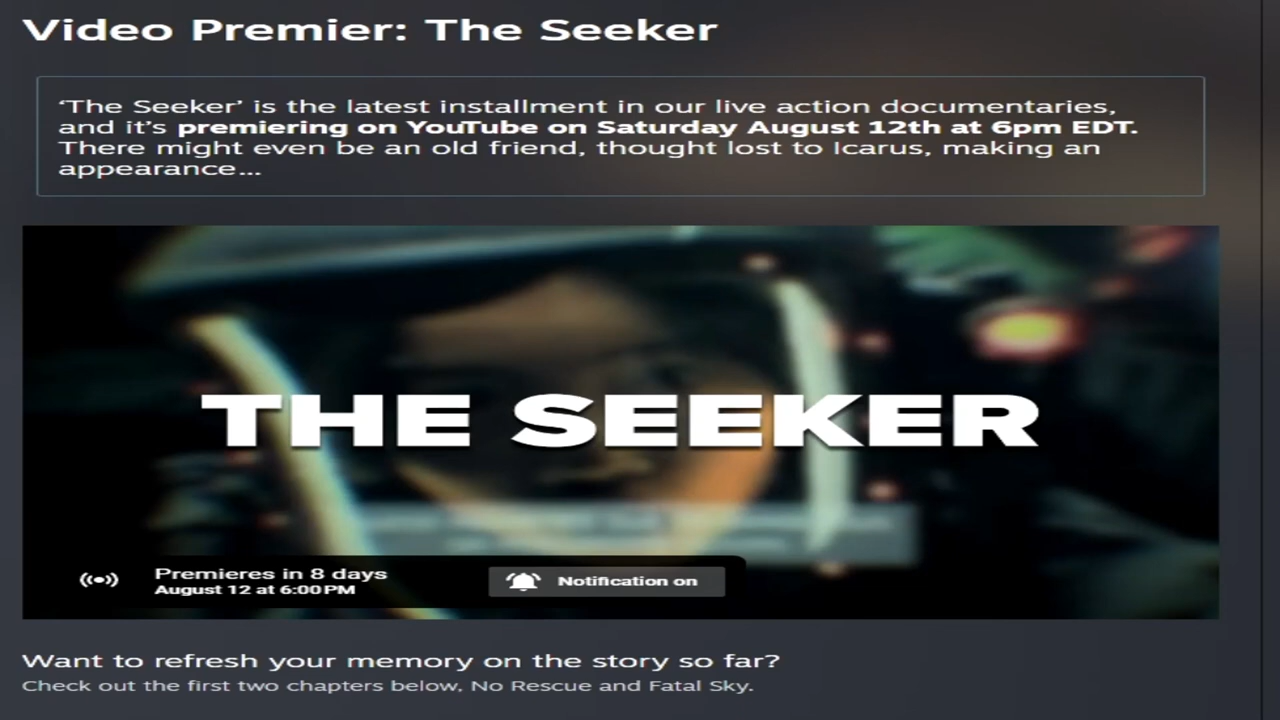 Video Premier: The Seeker
‘The Seeker’ is the latest installment in our live action documentaries,
and it’s premiering on YouTube on Saturday August 12th at 6pm EDT.
There might even be an old friend, thought lost to Icarus, making an
appearance...
THE SEEKER
Premieres in 8 days
August 12 at 6:00 PM
Notification on
Want to refresh your memory on the story so far?
Check out the first two chapters below, No Rescue and Fatal Sky.